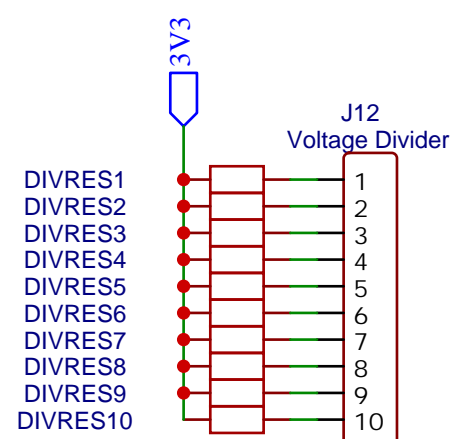 3V3
J12
Voltage Divider
DIVRES1
1
DIVRES2
2
DIVRES3
3
DIVRES4
4
DIVRES5
5
DIVRES6
6
DIVRES7
7
DIVRES8
8
DIVRES9
9
DIVRES10
10